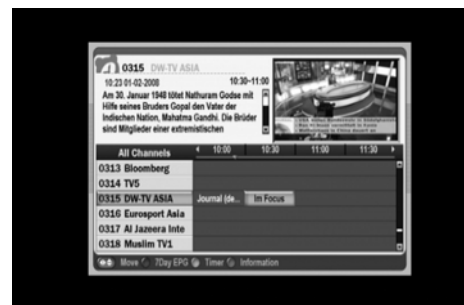 0315 DW-TV ASIA
10:23 01-02-2008 10:30~11:00
Am 30. Januar 1948 tötet Nathuram Godse mit
Hilfe seines Bruders Gopal den Vater der
Indischen Nation, Mahatma Gandhi. Die Brüder
sind Mitglieder einer extremistischen
All Channels 10:00 10:30 11:00 11:30
0313 Bloomberg
0314 TV5
0315 DW-TV ASIA Journal (de... Im Focus
0316 Eurosport Asia
0317 Al Jazeera Inte
0318 Muslim TV1
Move 7Day EPG Timer Information